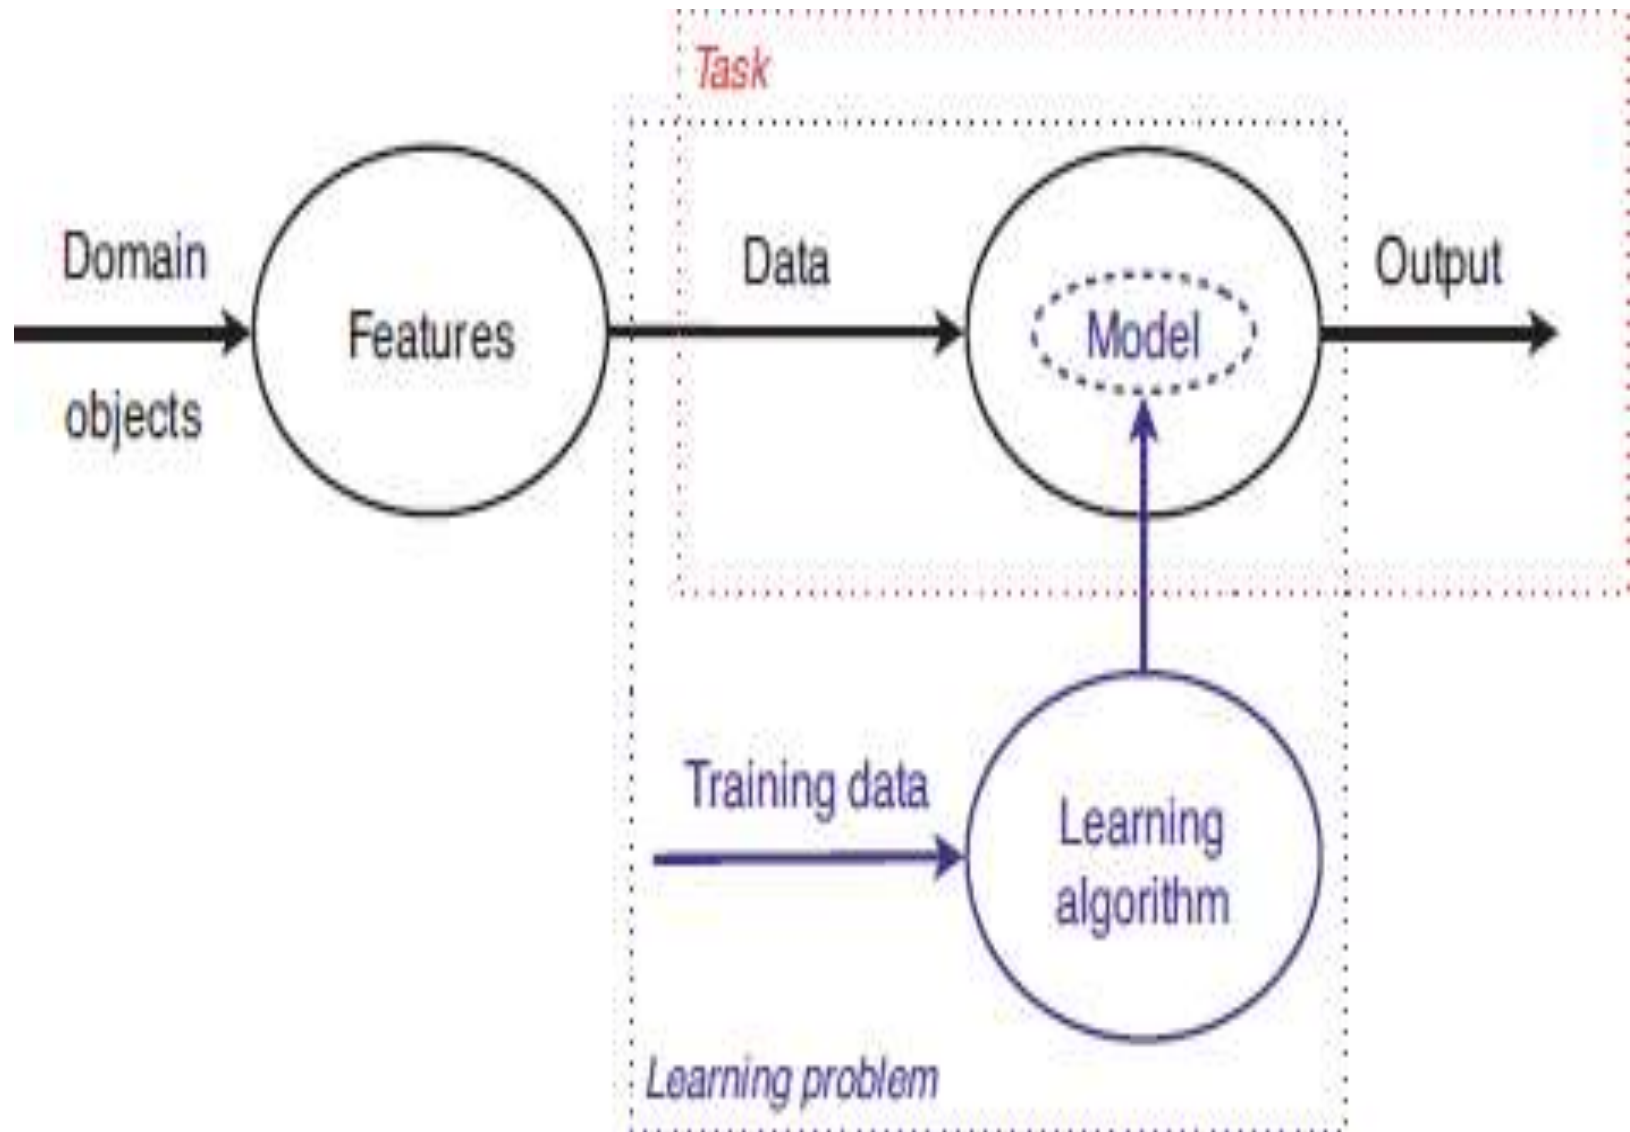 Task
Domain
objects
Features
Data
Model
Output
Training data
Learning
algorithm
Learning problem